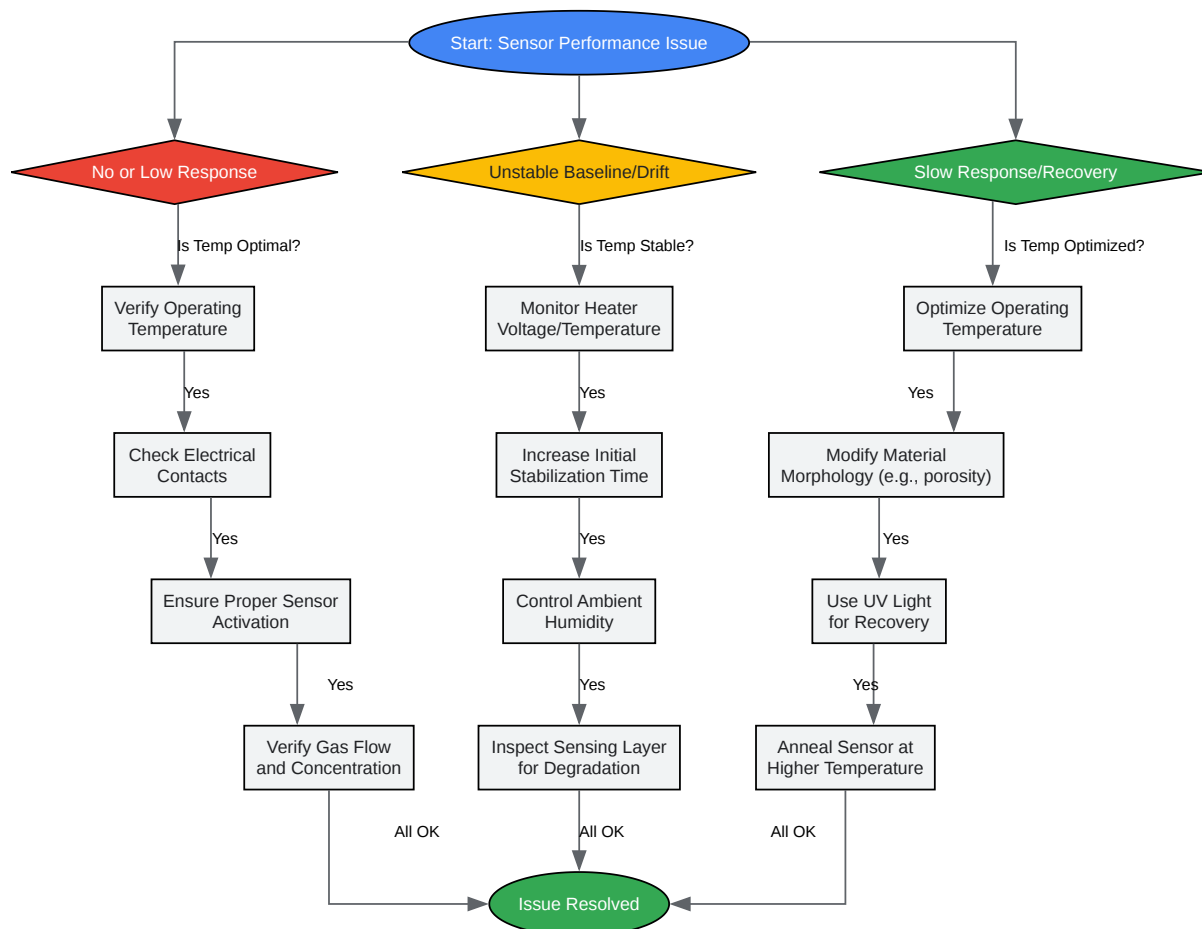 Start: Sensor Performance Issue
No or Low Response
Unstable Baseline/Drift
Slow Response/Recovery
Is Temp Optimal?
Is Temp Stable?
Is Temp Optimized?
Verify Operating
Temperature
Monitor Heater
Voltage/Temperature
Optimize Operating
Temperature
Yes
Yes
Yes
Check Electrical
Contacts
Increase Initial
Stabilization Time
Modify Material
Morphology (e.g., porosity)
Yes
Yes
Yes
Ensure Proper Sensor
Activation
Control Ambient
Humidity
Use UV Light
for Recovery
Yes
Yes
Yes
Verify Gas Flow
and Concentration
Inspect Sensing Layer
for Degradation
Anneal Sensor at
Higher Temperature
All OK
All OK
All OK
Issue Resolved